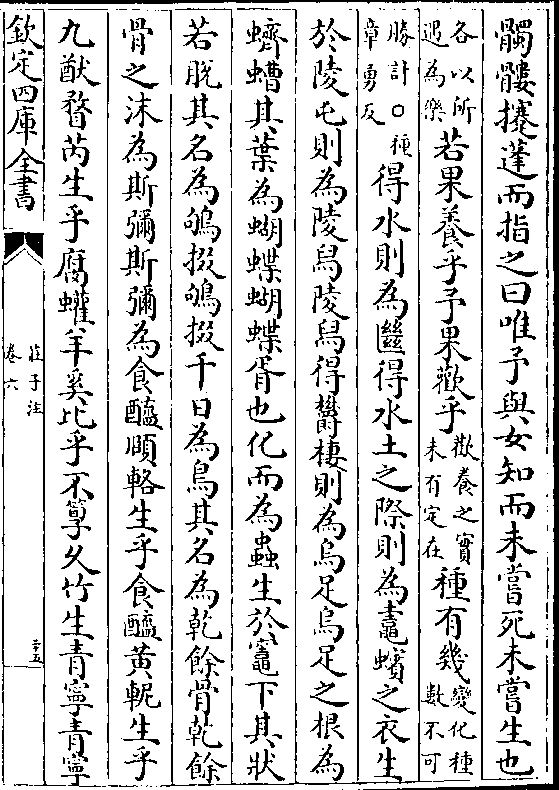 髑髏攓蓬而指之曰唯予與女知而未嘗死未嘗生也
各以所遇為樂若果養乎予果歡乎歡養之實未有定在種有幾變化種數不可
勝計○種章勇反得水則為㡭得水土之際則為鼃蠙之衣生
於陵屯則為陵舄陵舄得鬱棲則為烏足烏足之根為
蠐螬其葉為蝴蝶蝴蝶胥也化而為蟲生於竈下其狀
若脫其名為鴝掇鴝掇千日為鳥其名為乾餘骨乾餘
骨之沫為斯彌斯彌為食醯頤輅生乎食醯黄軦生乎
九猷瞀芮生乎腐蠸羊奚比乎不箰久竹生青寧青寧
欽定四庫全書
莊子注
卷六
二十五